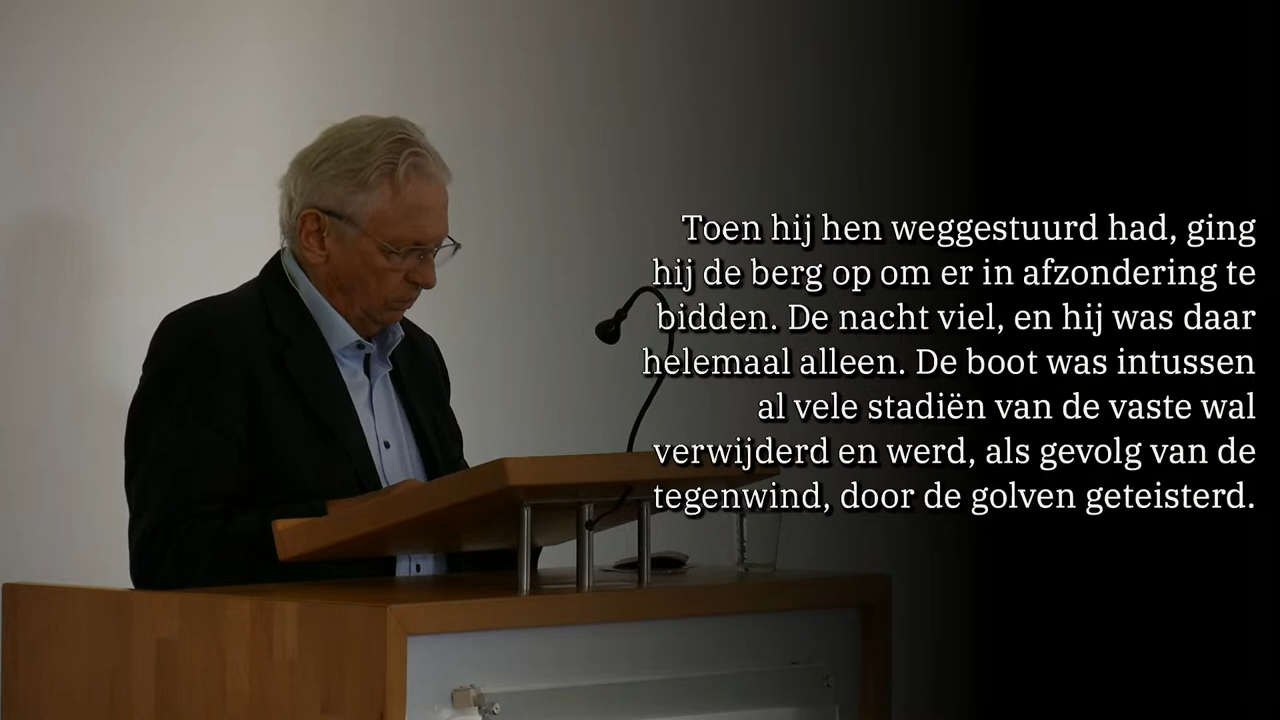 Toen hij hen weggestuurd had, ging
hij de berg op om er in afzondering te
bidden. De nacht viel, en hij was daar
helemaal alleen. De boot was intussen
al vele stadiën van de vaste wal
verwijderd en werd, als gevolg van de
tegenwind, door de golven geteisterd.